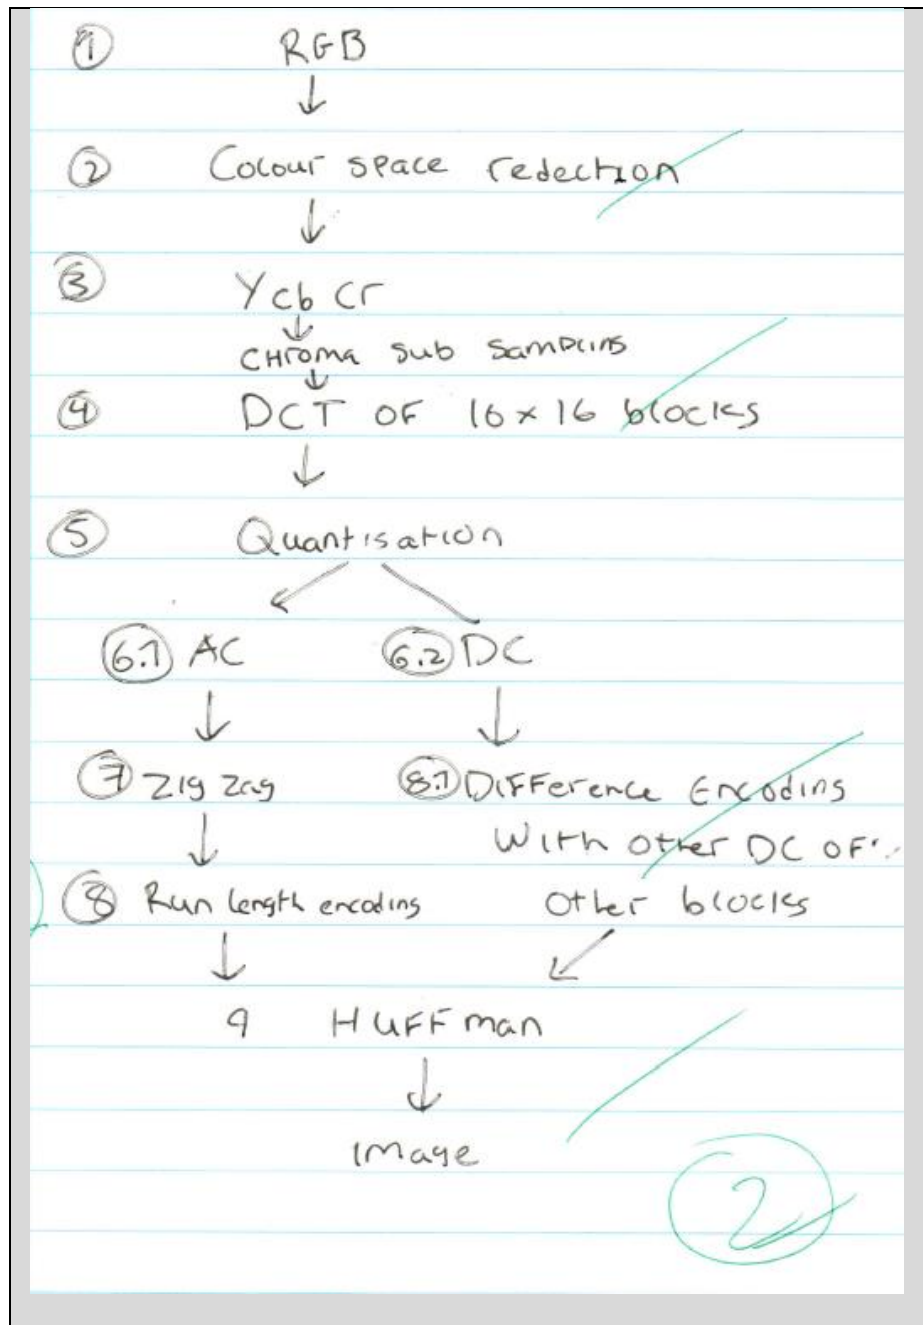 1 RGB
2 Colour space redection
3 Ycb Cr
CHroma sub sampling
4 DCT OF 16 x 16 blocks
5 Quantisation
6.1 AC 6.2 DC
7 Zig Zag 8.1 DIFFerence Encoding
With other DC OF
8 Run length encoding Other blocks
9 HUFFman
Image
2